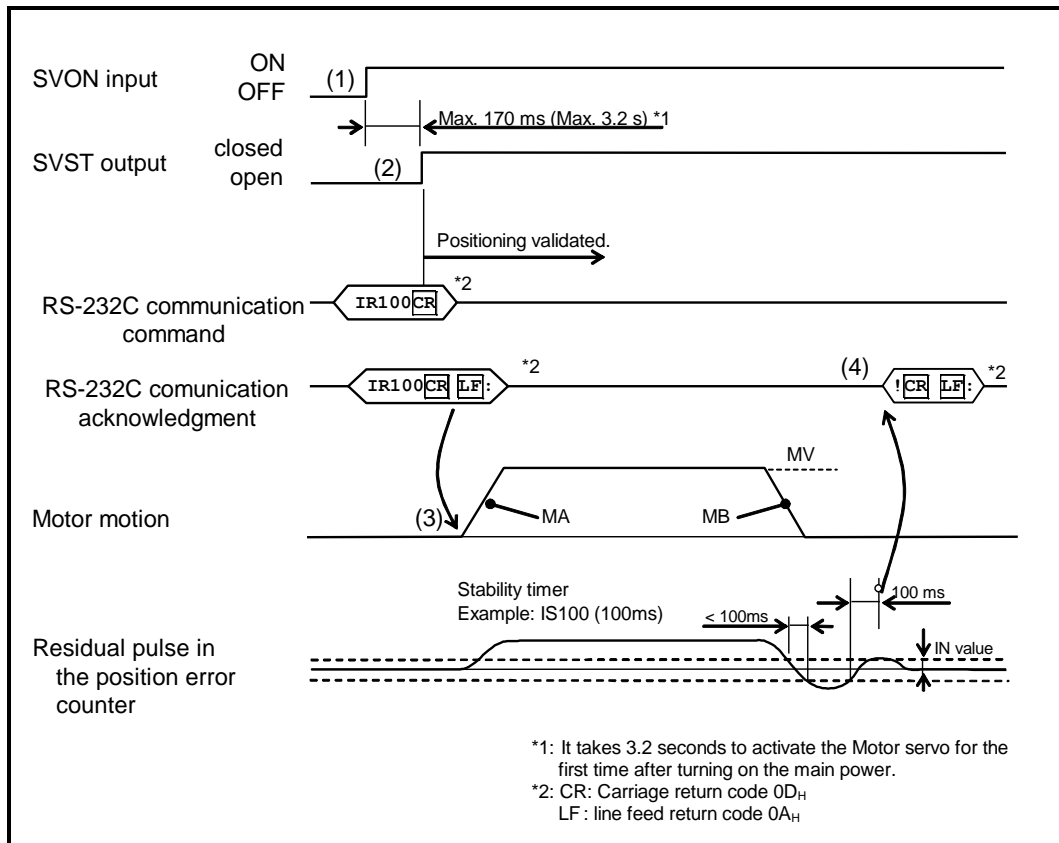 ON
SVON input
(1)
OFF
Max. 170 ms (Max. 3.2 s) *1
closed
SVST output
(2)
open
Positioning validated.
*2
IR100CR
RS-232C communication
command
*2
(4)
*2
IR100CR LF:
!CR LF:
RS-232C comunication
acknowledgment
MV
Motor motion
(3)
MA
MB
Stability timer
Example: IS100 (100ms)
100 ms
< 100ms
IN value
Residual pulse in
the position error
counter
*1: It takes 3.2 seconds to activate the Motor servo for the
first time after turning on the main power.
*2: CR: Carriage return code 0DH
LF: line feed return code 0AH